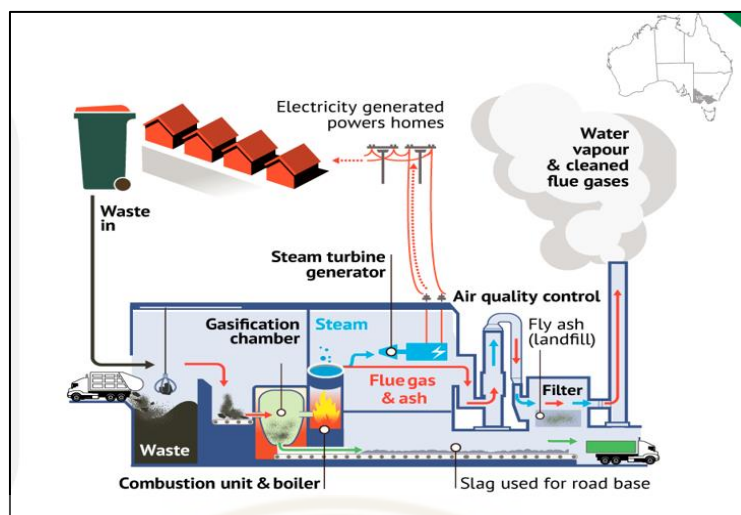 Electricity generated
powers homes
Water
vapour
& cleaned
flue gases
Waste
in
Steam turbine
generator
Air quality control
Gasification
chamber
Steam
Fly ash
(landfill)
Flue gas
& ash
Filter
Waste
Combustion unit & boiler
Slag used for road base